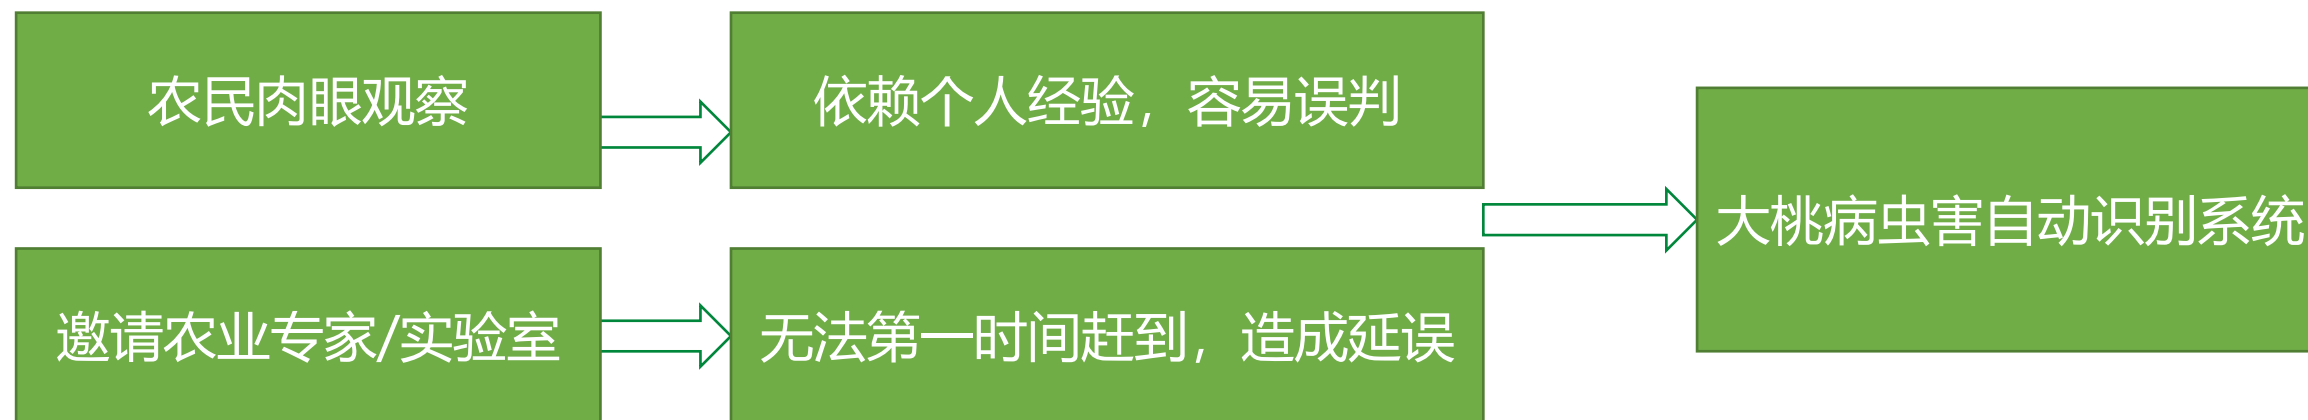 农民肉眼观察
依赖个人经验，容易误判
邀请农业专家/实验室
无法第一时间赶到，造成延误
大桃病虫害自动识别系统